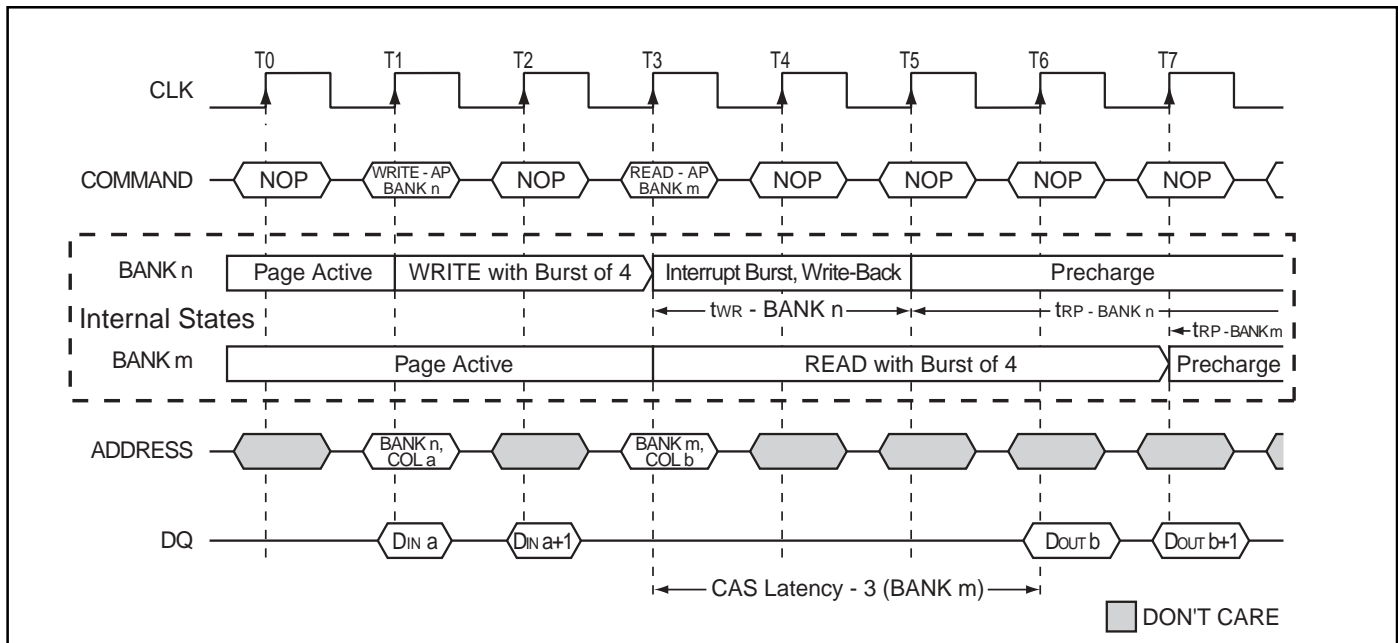 T0 T1 T2 T3 T4 T5 T6 T7
CLK
COMMAND NOP WRITE - AP NOP READ - AP NOP NOP NOP NOP
BANK n BANK m
BANK n Page Active WRITE with Burst of 4 Interrupt Burst, Write-Back Precharge
tWR - BANK n tRP - BANK n
Internal States
tRP - BANK m
BANK m Page Active READ with Burst of 4 Precharge
ADDRESS BANK n, BANK m,
COL a COL b
DQ DIN a DIN a+1 DOUT b DOUT b+1
CAS Latency - 3 (BANK m)
DON'T CARE